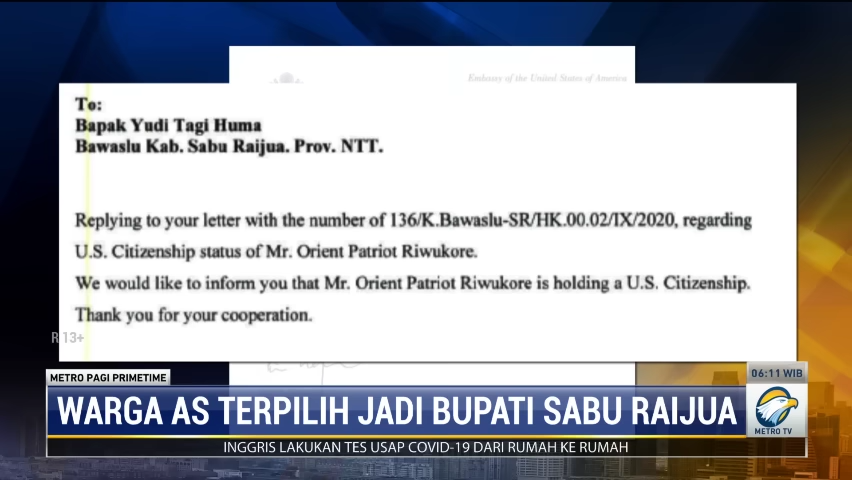 Embassy of the United States of America
To:
Bapak Yudi Tagi Huma
Bawaslu Kab. Sabu Raijua. Prov. NTT.
Replying to your letter with the number of 136/K.Bawaslu-SR/HK.00.02/IX/2020, regarding
U.S. Citizenship status of Mr. Orient Patriot Riwukore.
We would like to inform you that Mr. Orient Patriot Riwukore is holding a U.S. Citizenship.
Thank you for your cooperation.
R 13+
METRO PAGI PRIMETIME
06:11 WIB
WARGA AS TERPILIH JADI BUPATI SABU RAIJUA
METRO TV
INGGRIS LAKUKAN TES USAP COVID-19 DARI RUMAH KE RUMAH